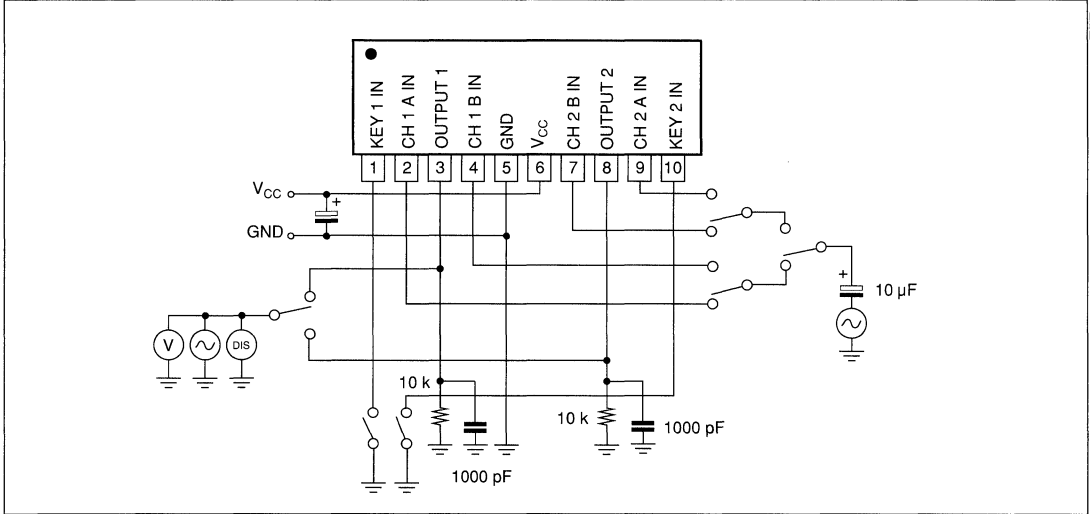 KEY 1 IN
CH 1 A IN
OUTPUT 1
CH 1 B IN
GND
VCC
CH 2 B IN
OUTPUT 2
CH 2 A IN
KEY 2 IN
1 2 3 4 5 6 7 8 9 10
VCC
+
GND
+
10 µF
V
DIS
10 k
10 k
1000 pF
1000 pF